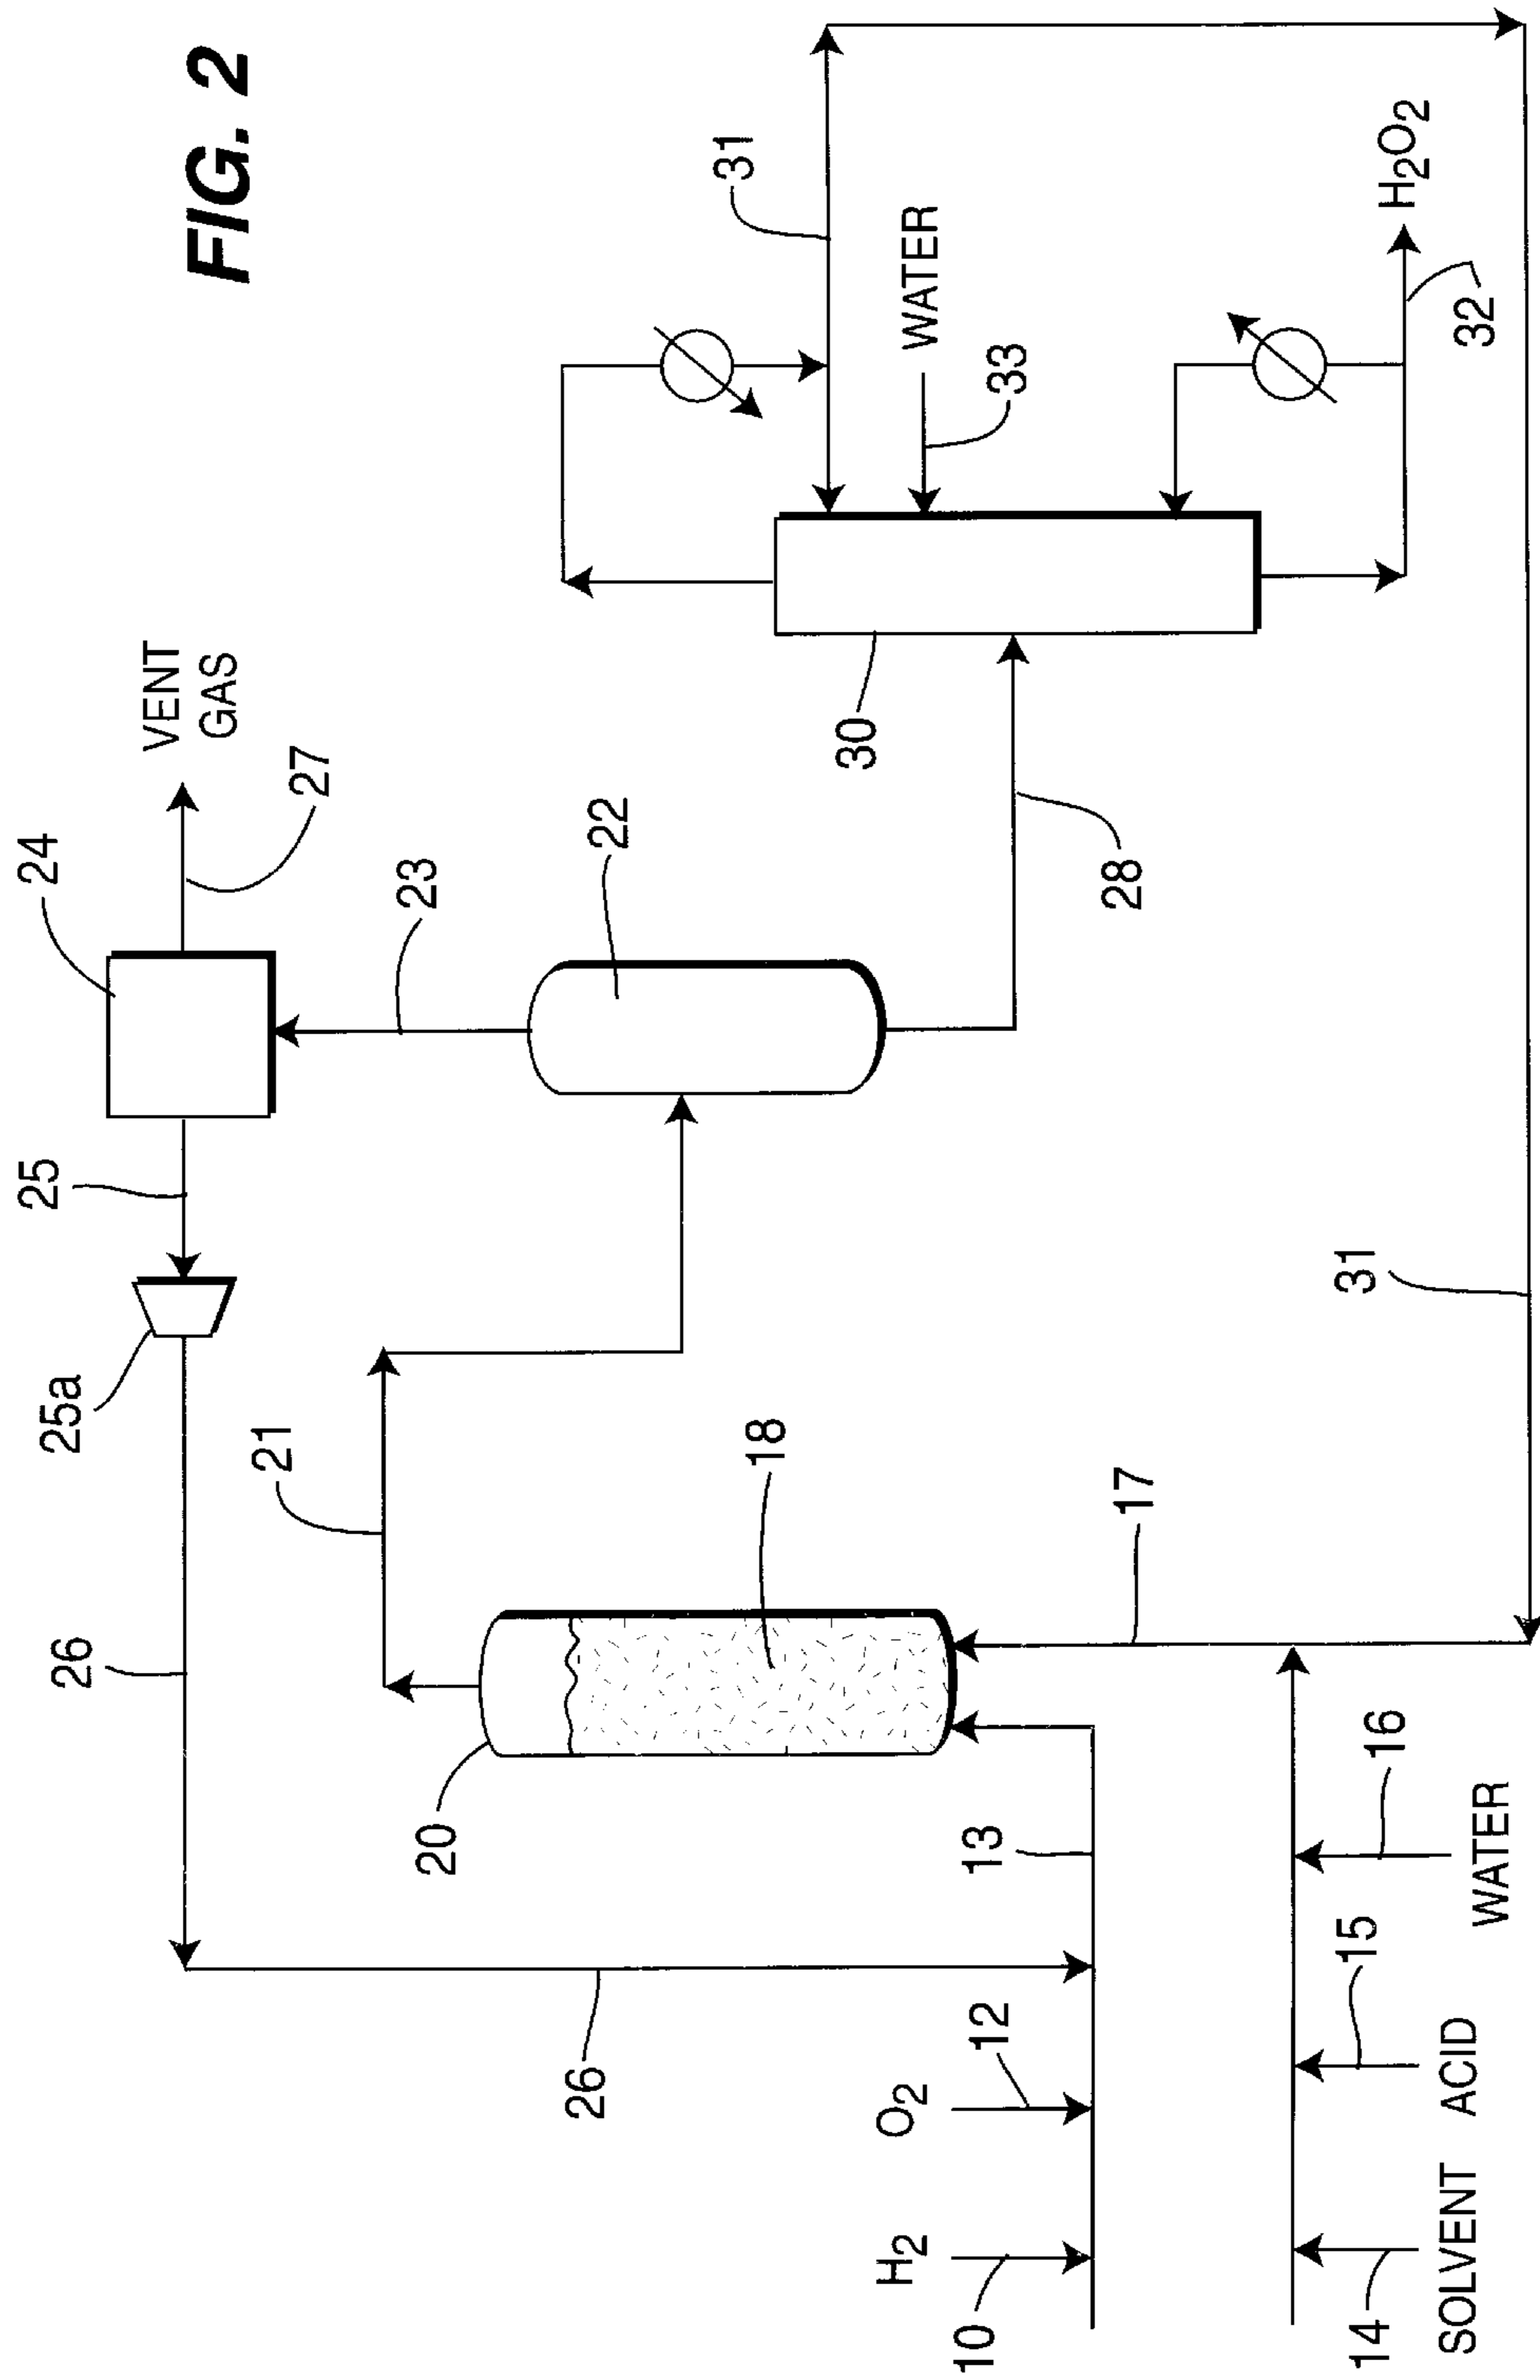 FIG. 2
24
VENT
GAS
25
27
25a
26
23
21
22
31
WATER
33
30
20
18
26
28
H2O2
32
17
31
13
O2
12
H2
10
16
WATER
15
ACID
14
SOLVENT